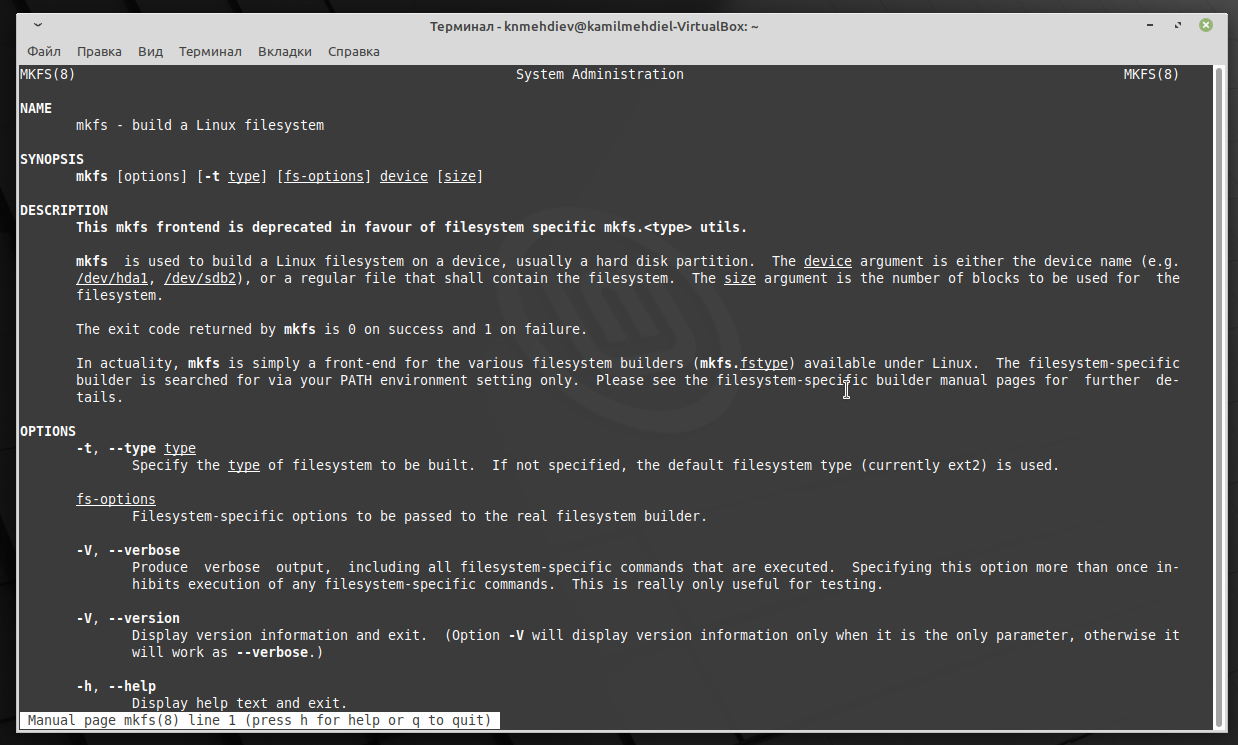 Терминал - knmehdiev@kamilmehdiel-VirtualBox: ~
Файл Правка Вид Терминал Вкладки Справка
MKFS(8) System Administration MKFS(8)
NAME
mkfs - build a Linux filesystem
SYNOPSIS
mkfs [options] [-t type] [fs-options] device [size]
DESCRIPTION
This mkfs frontend is deprecated in favour of filesystem specific mkfs.<type> utils.
mkfs is used to build a Linux filesystem on a device, usually a hard disk partition. The device argument is either the device name (e.g.
/dev/hda1, /dev/sdb2), or a regular file that shall contain the filesystem. The size argument is the number of blocks to be used for the
filesystem.
The exit code returned by mkfs is 0 on success and 1 on failure.
In actuality, mkfs is simply a front-end for the various filesystem builders (mkfs.fstype) available under Linux. The filesystem-specific
builder is searched for via your PATH environment setting only. Please see the filesystem-specific builder manual pages for further de-
tails.
OPTIONS
-t, --type type
Specify the type of filesystem to be built. If not specified, the default filesystem type (currently ext2) is used.
fs-options
Filesystem-specific options to be passed to the real filesystem builder.
-V, --verbose
Produce verbose output, including all filesystem-specific commands that are executed. Specifying this option more than once in-
hibits execution of any filesystem-specific commands. This is really only useful for testing.
-V, --version
Display version information and exit. (Option -V will display version information only when it is the only parameter, otherwise it
will work as --verbose.)
-h, --help
Display help text and exit.
Manual page mkfs(8) line 1 (press h for help or q to quit)